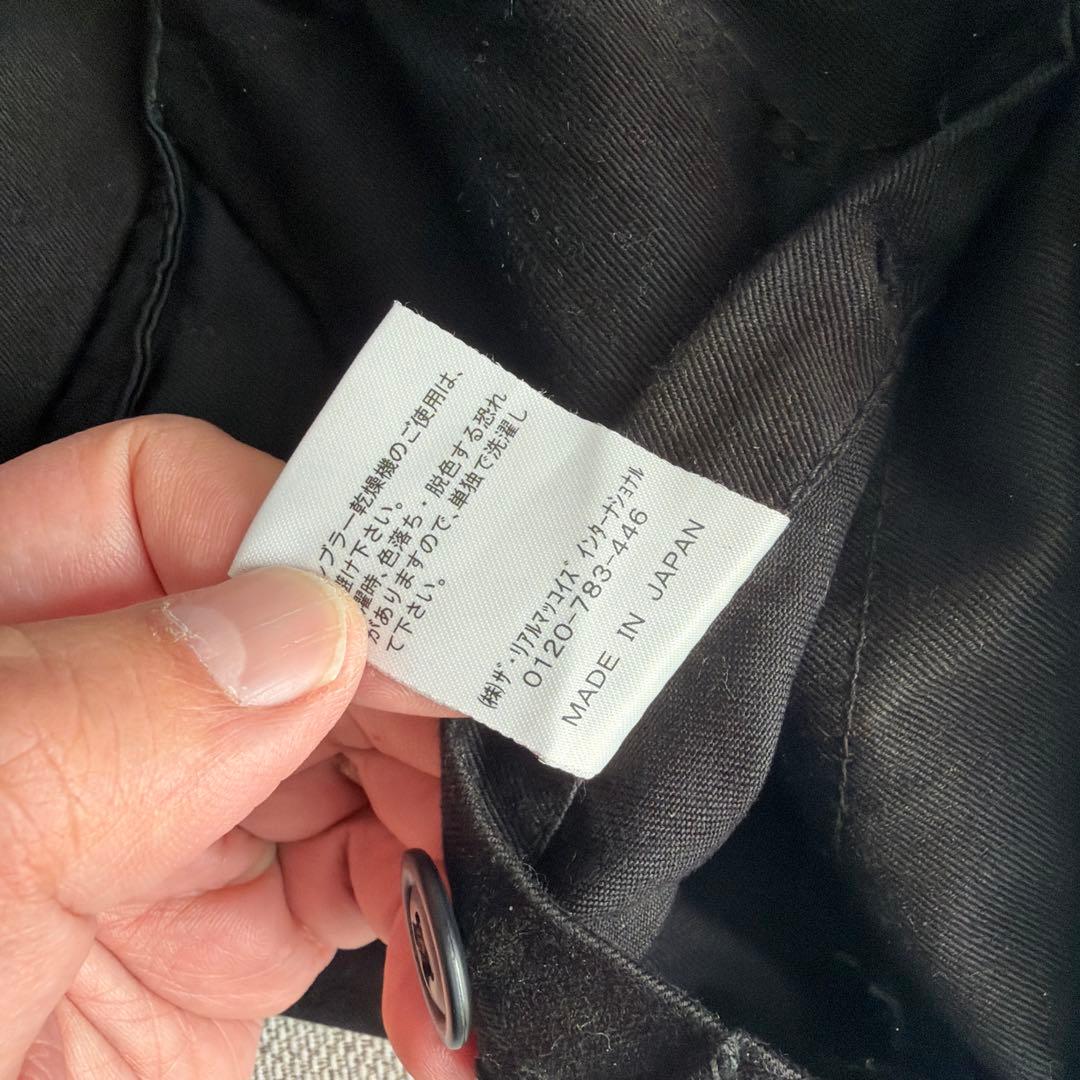 ンブラー乾燥機のご使用は、
け下さい。
濯時、色落ち・脱色する恐れ
がありますので、単独で洗濯し
て下さい。
㈱ザ・リアルマッコイズ インターナショナル
0120-783-446
MADE IN JAPAN